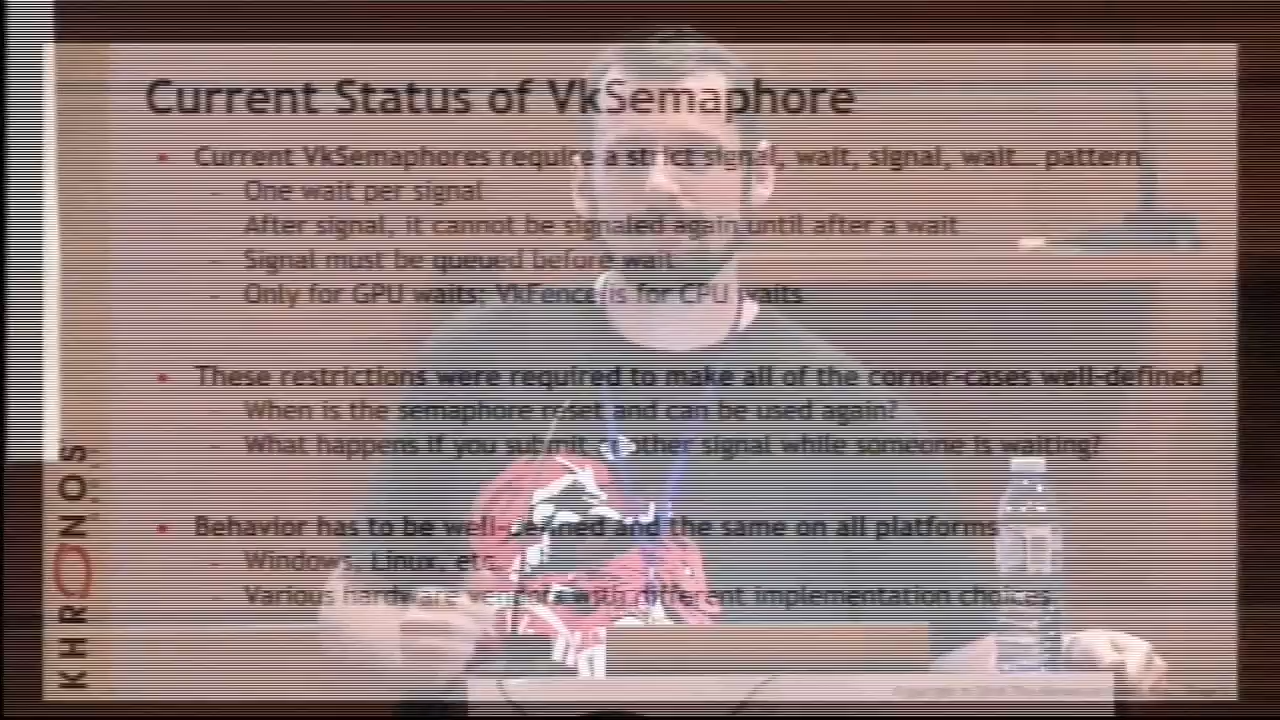 Current Status of VkSemaphore
• Current VkSemaphores require a strict signal, wait, signal, wait… pattern
- One wait per signal
- After signal, it cannot be signaled again until after a wait
- Signal must be queued before wait
- Only for GPU waits; VkFence is for CPU waits
• These restrictions were required to make all of the corner-cases well-defined
- When is the semaphore reset and can be used again?
- What happens if you submit another signal while someone is waiting?
• Behavior has to be well-defined and the same on all platforms
- Windows, Linux, etc.
- Various hardware vendors with different implementation choices
KHRONOS